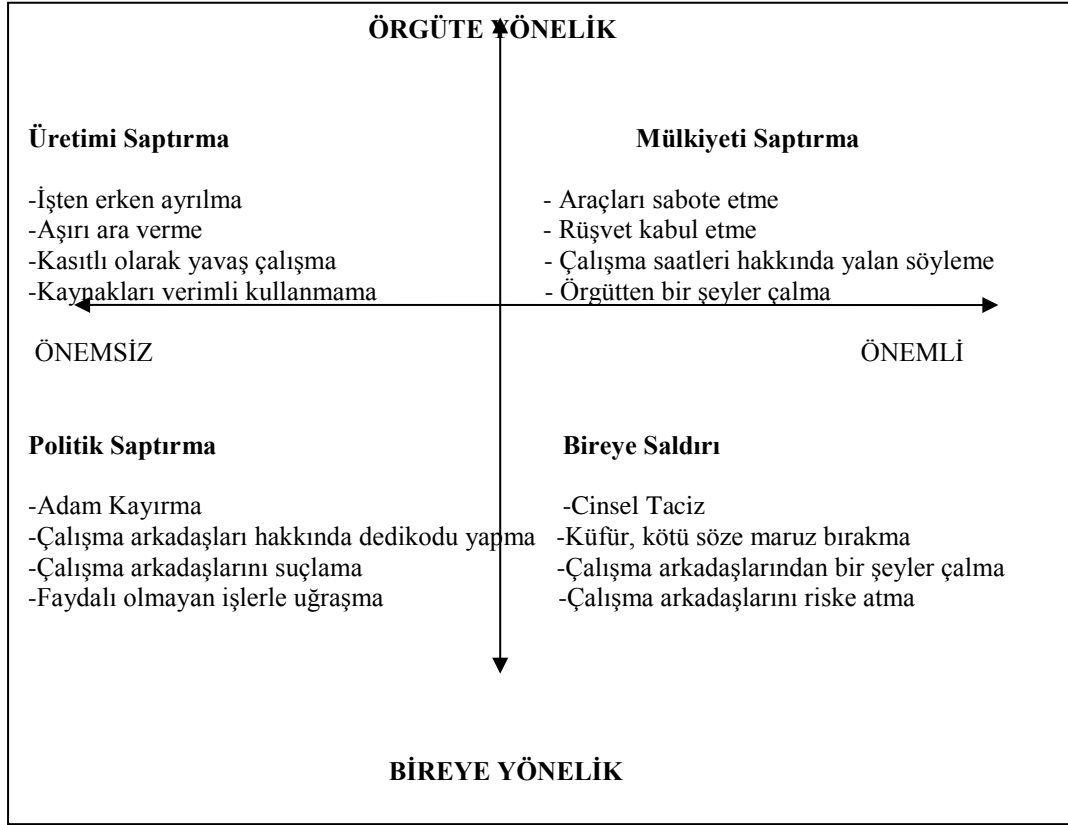 ÖRGÜTE YÖNELİK
Üretimi Saptırma
-İşten erken ayrılma
-Aşırı ara verme
-Kasıtlı olarak yavaş çalışma
-Kaynakları verimli kullanmama
Mülkiyeti Saptırma
- Araçları sabote etme
- Rüşvet kabul etme
- Çalışma saatleri hakkında yalan söyleme
- Örgütten bir şeyler çalma
ÖNEMSİZ
ÖNEMLİ
Politik Saptırma
-Adam Kayırma
-Çalışma arkadaşları hakkında dedikodu yapma
-Çalışma arkadaşlarını suçlama
-Faydalı olmayan işlerle uğraşma
Bireye Saldırı
-Cinsel Taciz
-Küfür, kötü söze maruz bırakma
-Çalışma arkadaşlarından bir şeyler çalma
-Çalışma arkadaşlarını riske atma
BİREYE YÖNELİK